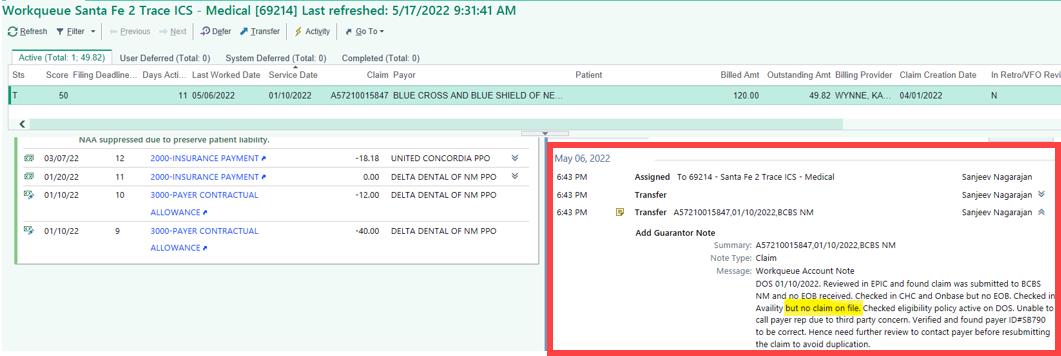 Workqueue Santa Fe 2 Trace ICS - Medical [69214] Last refreshed: 5/17/2022 9:31:41 AM
Refresh Filter Previous Next Defer Transfer Activity Go To
Active (Total: 1; 49.82) User Deferred (Total: 0) System Deferred (Total: 0) Completed (Total: 0)
Sts Score Filing Deadline... Days Acti... Last Worked Date Service Date Claim Payor Patient Billed Amt Outstanding Amt Billing Provider Claim Creation Date In Retro/VFO Revi
T 50 11 05/06/2022 01/10/2022 A57210015847 BLUE CROSS AND BLUE SHIELD OF NE... 120.00 49.82 WYNNE, KA... 04/01/2022 N
NAA suppressed due to preserve patient liability.
03/07/22 12 2000-INSURANCE PAYMENT -18.18 UNITED CONCORDIA PPO
01/20/22 11 2000-INSURANCE PAYMENT 0.00 DELTA DENTAL OF NM PPO
01/10/22 10 3000-PAYER CONTRACTUAL -12.00 DELTA DENTAL OF NM PPO
ALLOWANCE
01/10/22 9 3000-PAYER CONTRACTUAL -40.00 DELTA DENTAL OF NM PPO
ALLOWANCE
May 06, 2022
6:43 PM Assigned To 69214 - Santa Fe 2 Trace ICS - Medical Sanjeev Nagarajan
6:43 PM Transfer Sanjeev Nagarajan
6:43 PM Transfer A57210015847,01/10/2022,BCBS NM Sanjeev Nagarajan
Add Guarantor Note
Summary: A57210015847,01/10/2022,BCBS NM
Note Type: Claim
Message: Workqueue Account Note
DOS 01/10/2022. Reviewed in EPIC and found claim was submitted to BCBS
NM and no EOB received. Checked in CHC and Onbase but no EOB. Checked in
Availity but no claim on file. Checked eligibility policy active on DOS. Unable to
call payer rep due to third party concern. Verified and found payer ID#SB790
to be correct. Hence need further review to contact payer before resubmitting
the claim to avoid duplication.